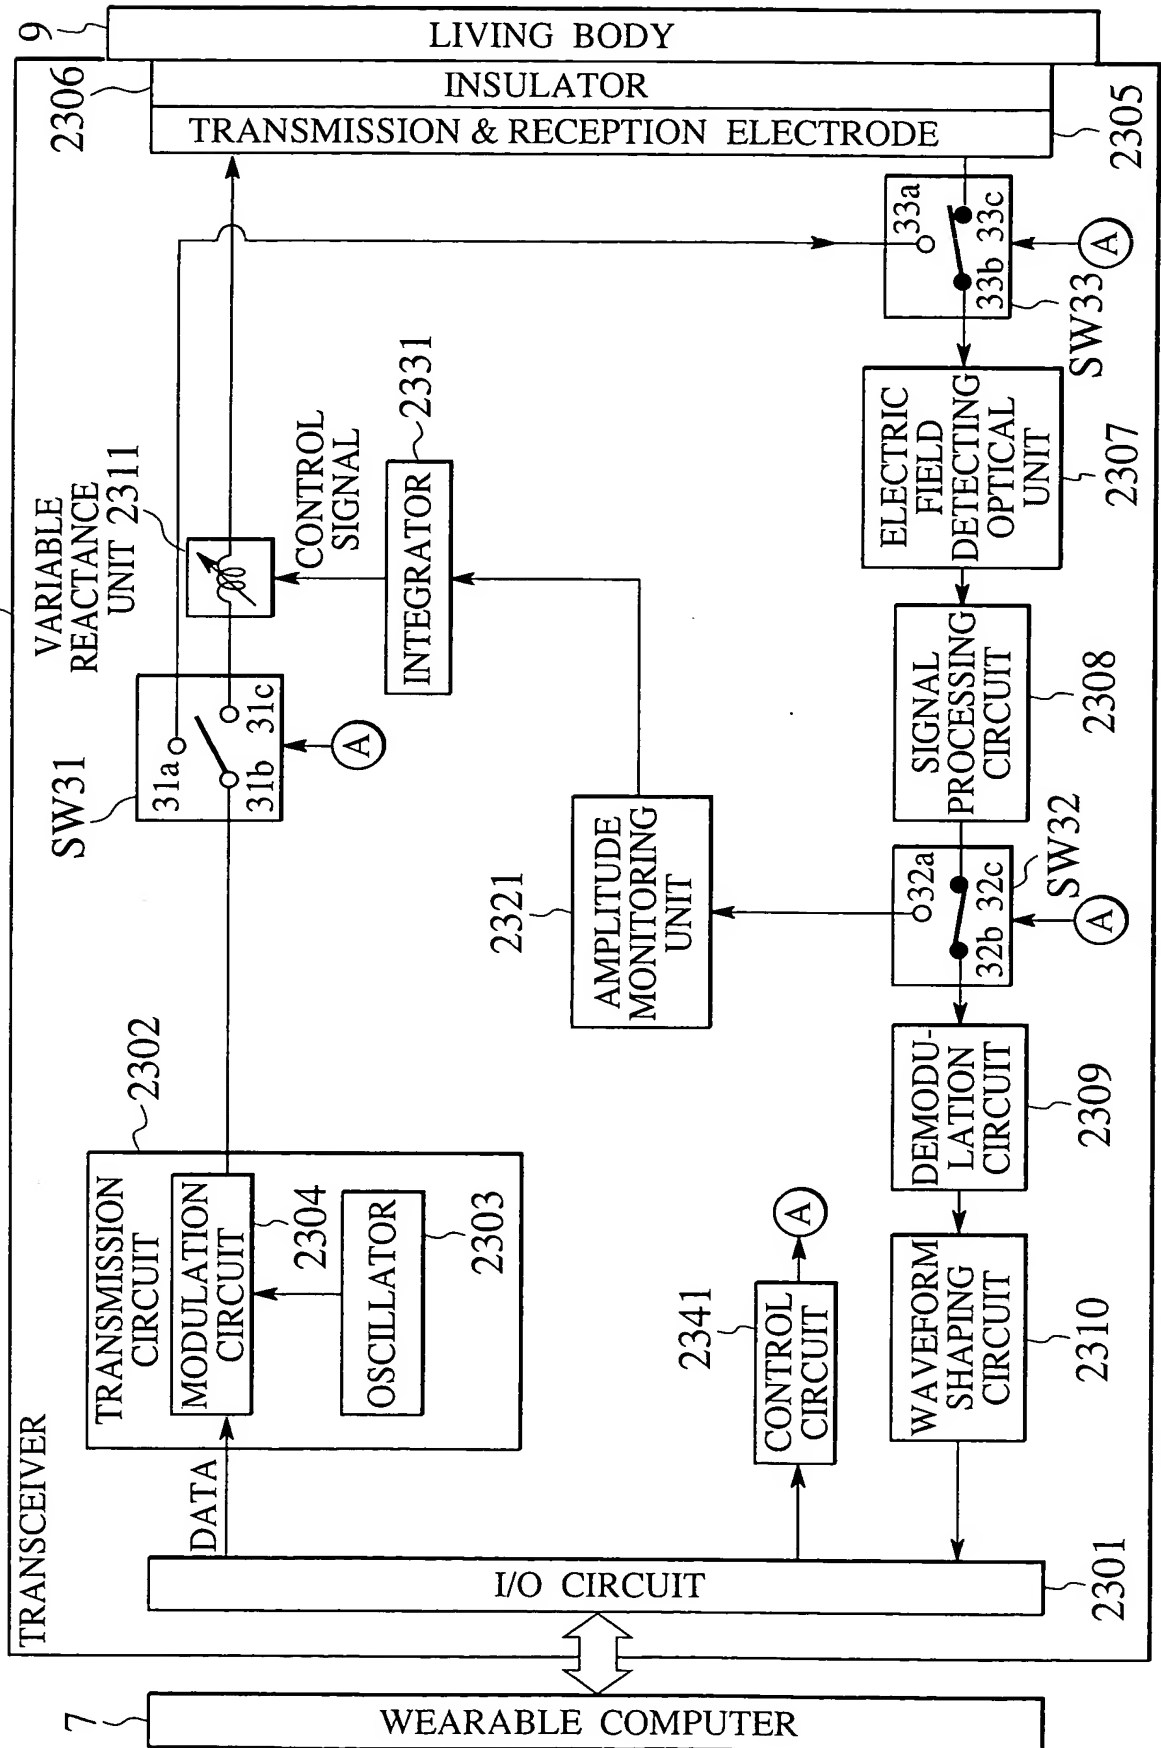 TRANSCEIVER
7
WEARABLE COMPUTER
I/O CIRCUIT
2301
DATA
TRANSMISSION
CIRCUIT
2302
MODULATION
CIRCUIT
2304
OSCILLATOR
2303
SW31
31a
31b
31c
A
VARIABLE
REACTANCE
UNIT 2311
CONTROL
SIGNAL
INTEGRATOR
2331
AMPLITUDE
MONITORING
UNIT
2321
CONTROL
CIRCUIT
2341
A
WAVEFORM
SHAPING
CIRCUIT
2310
DEMODU-
LATION
CIRCUIT
2309
32a
32b
32c
SW32
A
SIGNAL
PROCESSING
CIRCUIT
2308
ELECTRIC
FIELD
DETECTING
OPTICAL
UNIT
2307
33a
33b
33c
SW33
A
TRANSMISSION & RECEPTION ELECTRODE
2305
INSULATOR
2306
LIVING BODY
9